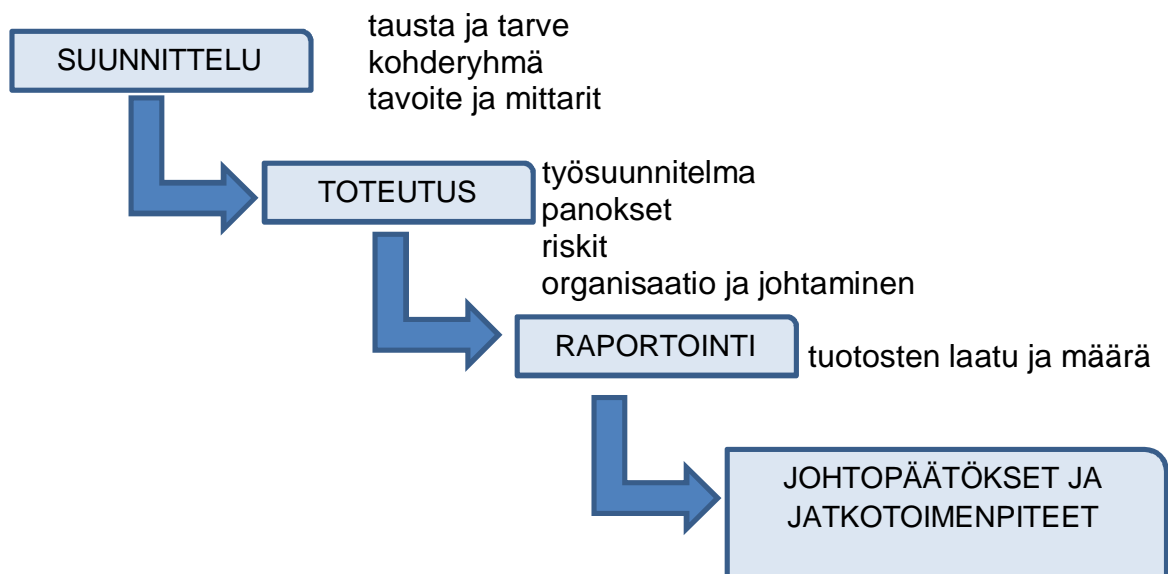 SUUNNITTELU
tausta ja tarve
kohderyhmä
tavoite ja mittarit
TOTEUTUS
työsuunnitelma
panokset
riskit
organisaatio ja johtaminen
RAPORTOINTI
tuotosten laatu ja määrä
JOHTOPÄÄTÖKSET JA
JATKOTOIMENPITEET